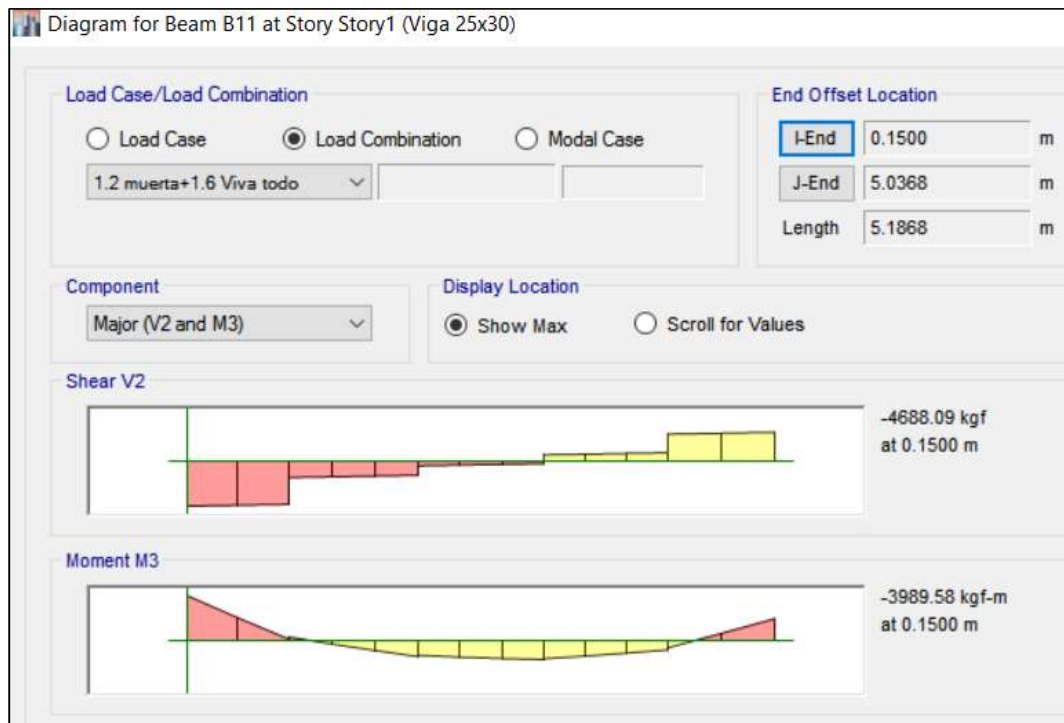 Diagram for Beam B11 at Story Story1 (Viga 25x30)
Load Case/Load Combination
Load Case
Load Combination
Modal Case
1.2 muerta+1.6 Viva todo
End Offset Location
I-End
0.1500
m
J-End
5.0368
m
Length
5.1868
m
Component
Major (V2 and M3)
Display Location
Show Max
Scroll for Values
Shear V2
-4688.09 kgf
at 0.1500 m
Moment M3
-3989.58 kgf-m
at 0.1500 m